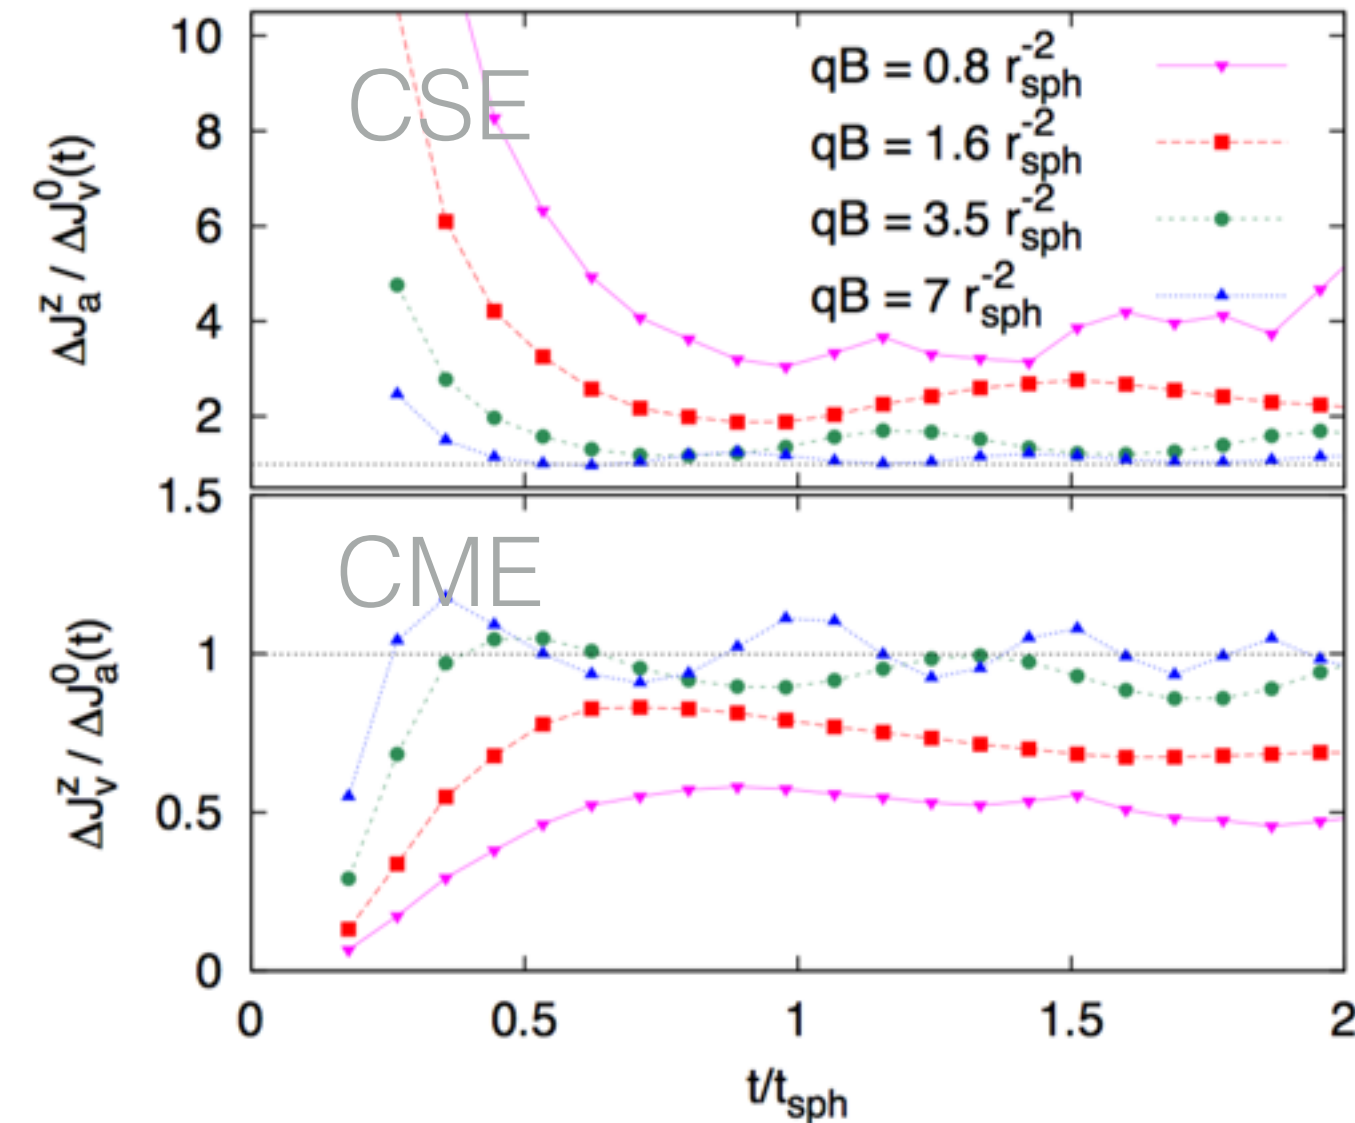 10
8
6
4
2
ΔJ_a^z / ΔJ_v^0(t)
CSE
qB = 0.8 r_sph^-2
qB = 1.6 r_sph^-2
qB = 3.5 r_sph^-2
qB = 7 r_sph^-2
1.5
1
0.5
0
ΔJ_v^z / ΔJ_a^0(t)
CME
0 0.5 1 1.5 2
t/t_sph